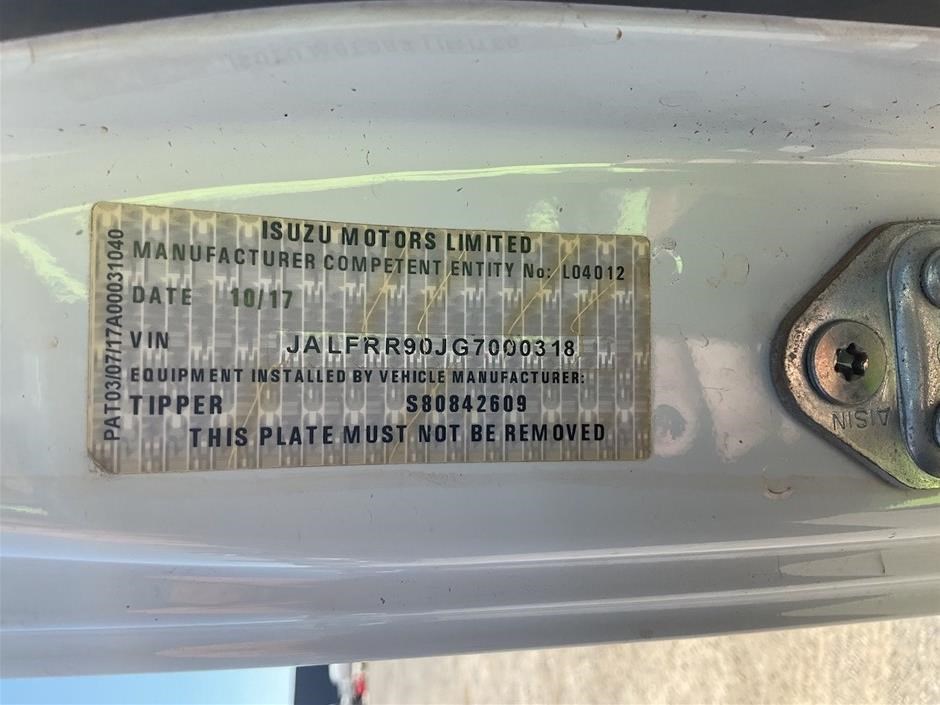 ISUZU MOTORS LIMITED
MANUFACTURER COMPETENT ENTITY No: L04012
DATE 10/17
VIN JALFRR90JG7000318
EQUIPMENT INSTALLED BY VEHICLE MANUFACTURER:
TIPPER S80842609
THIS PLATE MUST NOT BE REMOVED
PAT03/07/17A00031040
AISIN